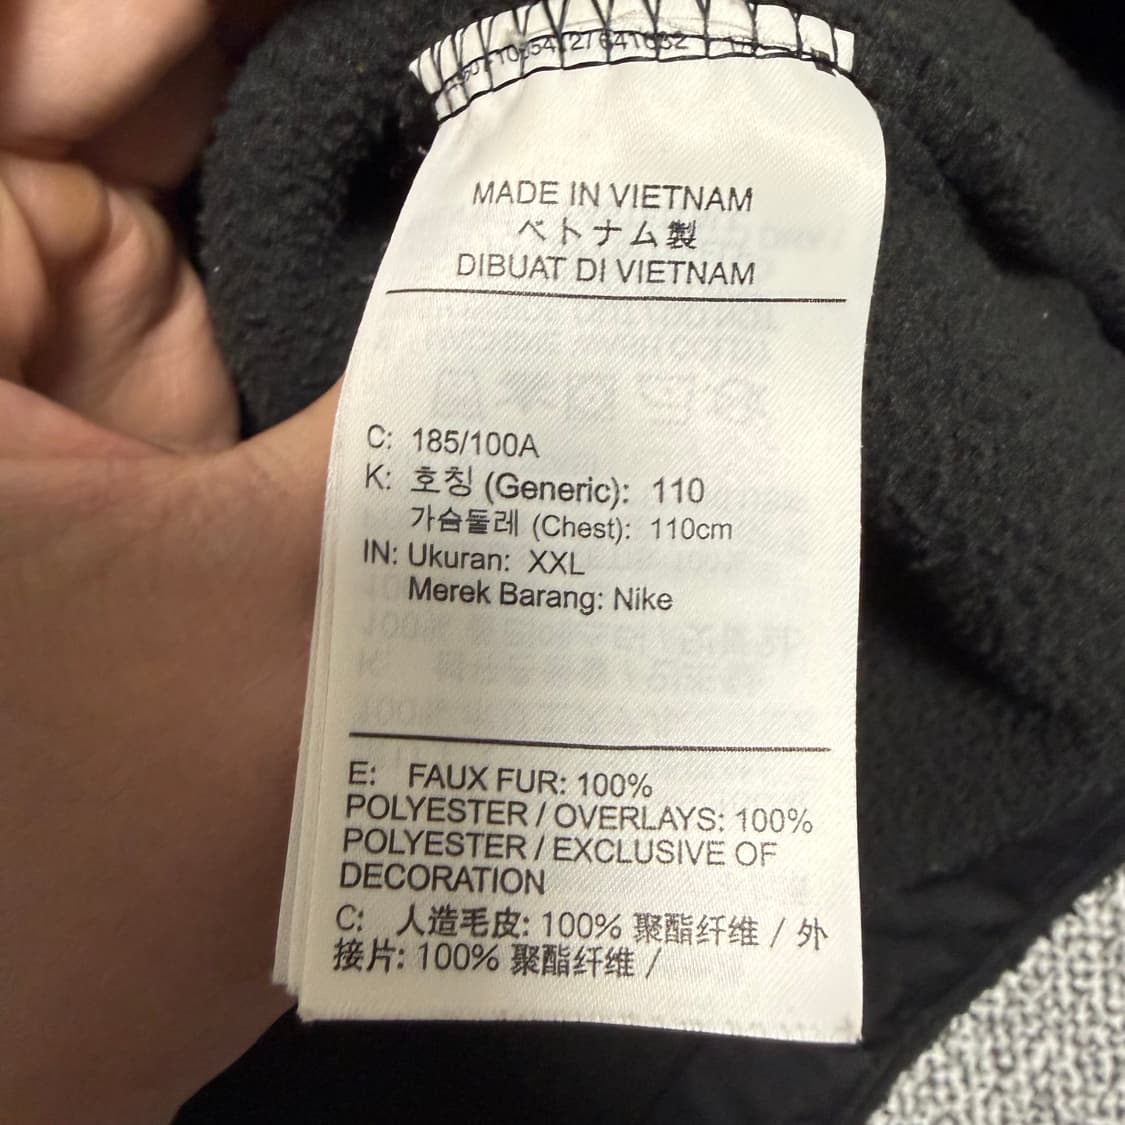 MADE IN VIETNAM
ベトナム製
DIBUAT DI VIETNAM
C: 185/100A
K: 호칭 (Generic): 110
가슴둘레 (Chest): 110cm
IN: Ukuran: XXL
Merek Barang: Nike
E: FAUX FUR: 100%
POLYESTER / OVERLAYS: 100%
POLYESTER / EXCLUSIVE OF
DECORATION
C: 人造毛皮: 100% 聚酯纤维 / 外
接片: 100% 聚酯纤维 /